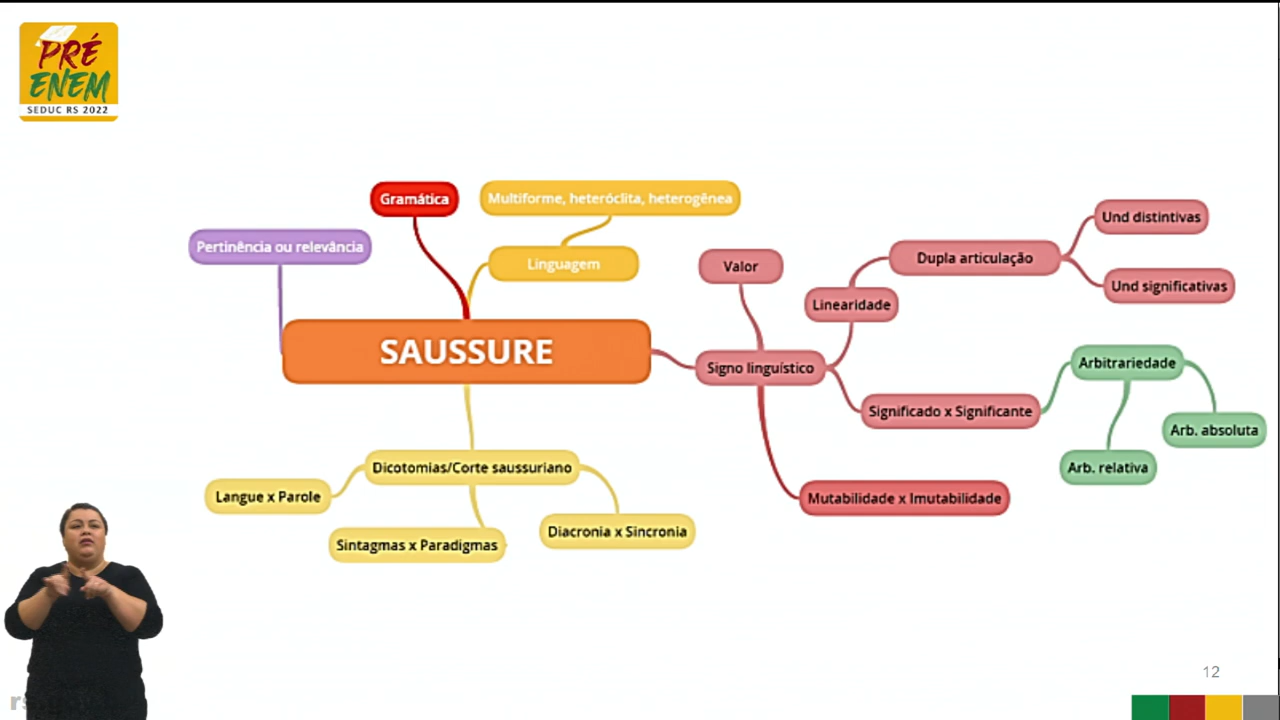 PRÉ
ENEM
SEDUC RS 2022
Gramática
Multiforme, heteróclita, heterogênea
Pertinência ou relevância
Linguagem
Valor
Dupla articulação
Und distintivas
Und significativas
Linearidade
SAUSSURE
Signo linguístico
Arbitrariedade
Significado x Significante
Arb. absoluta
Arb. relativa
Dicotomias/Corte saussuriano
Langue x Parole
Mutabilidade x Imutabilidade
Diacronia x Sincronia
Sintagmas x Paradigmas
12